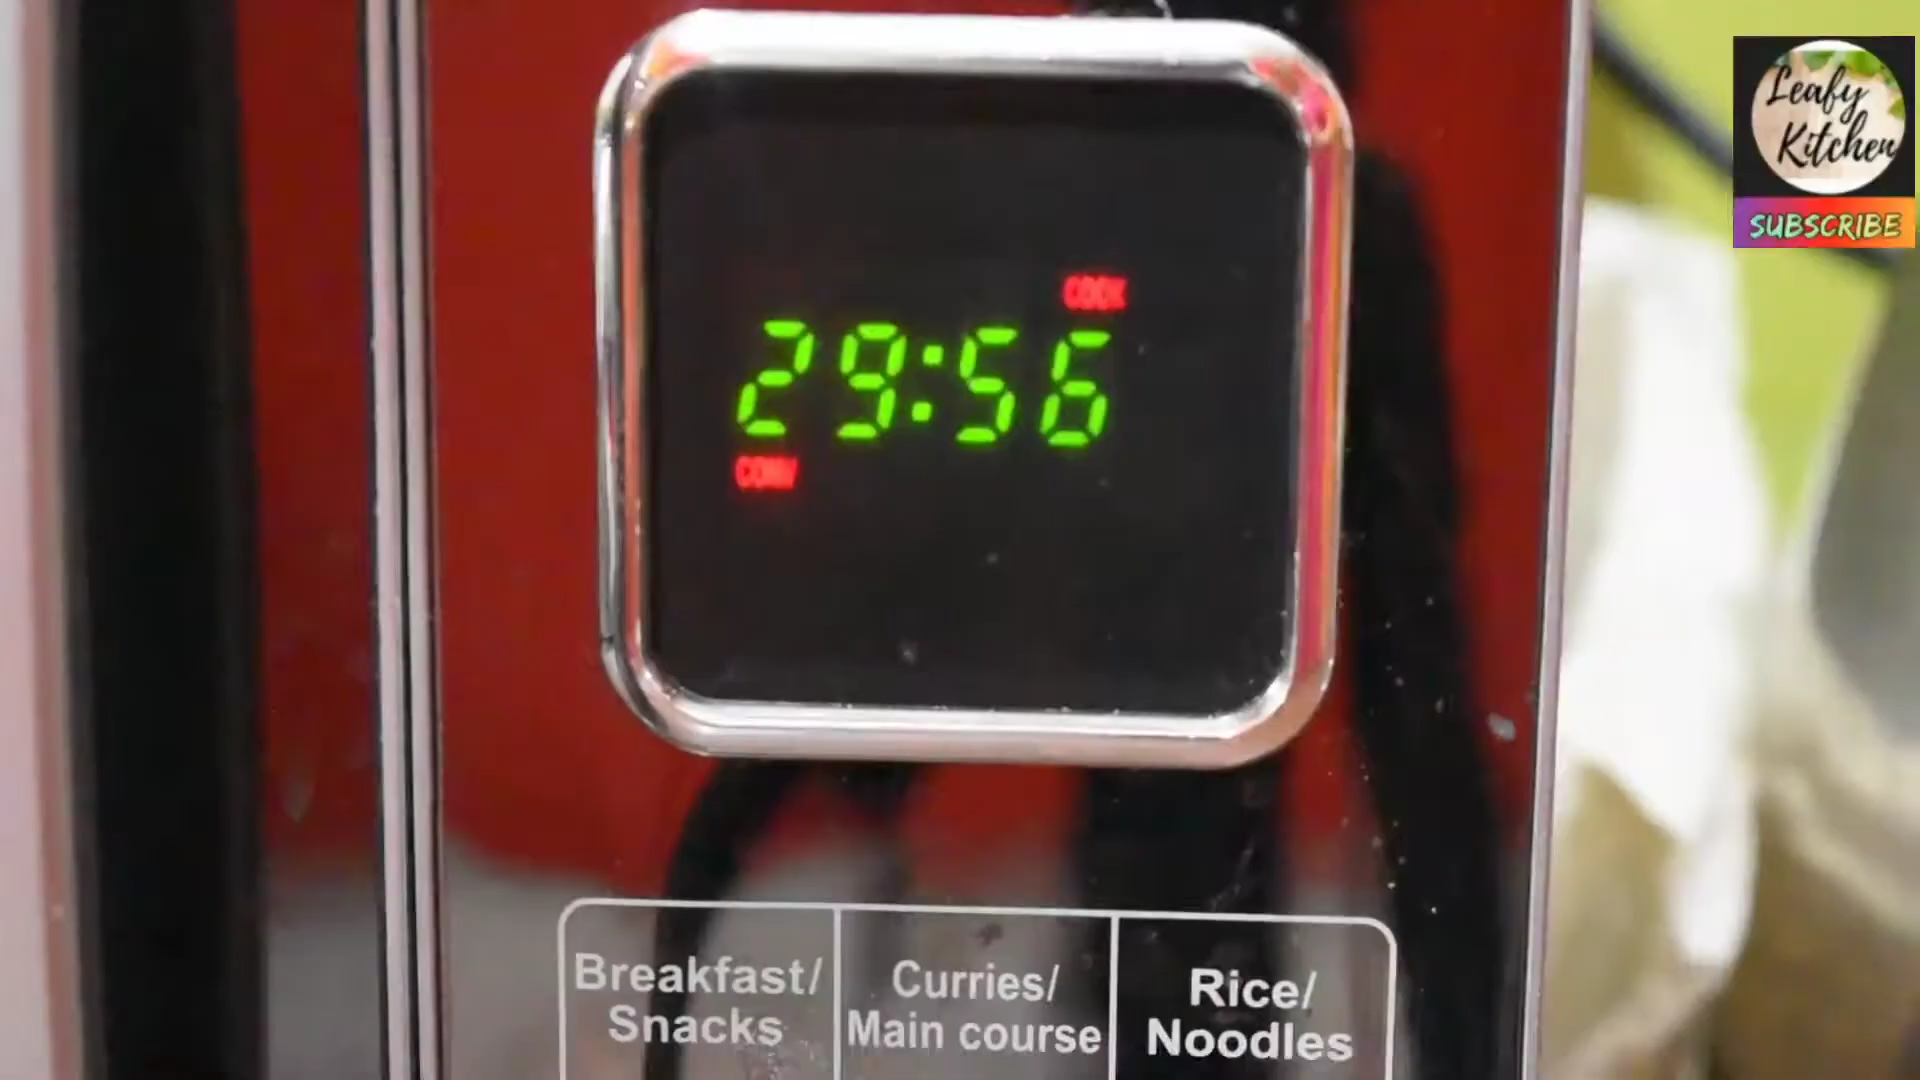 Leafy
Kitchen
SUBSCRIBE
COOK
29:56
CONV
Breakfast/
Snacks
Curries/
Main course
Rice/
Noodles